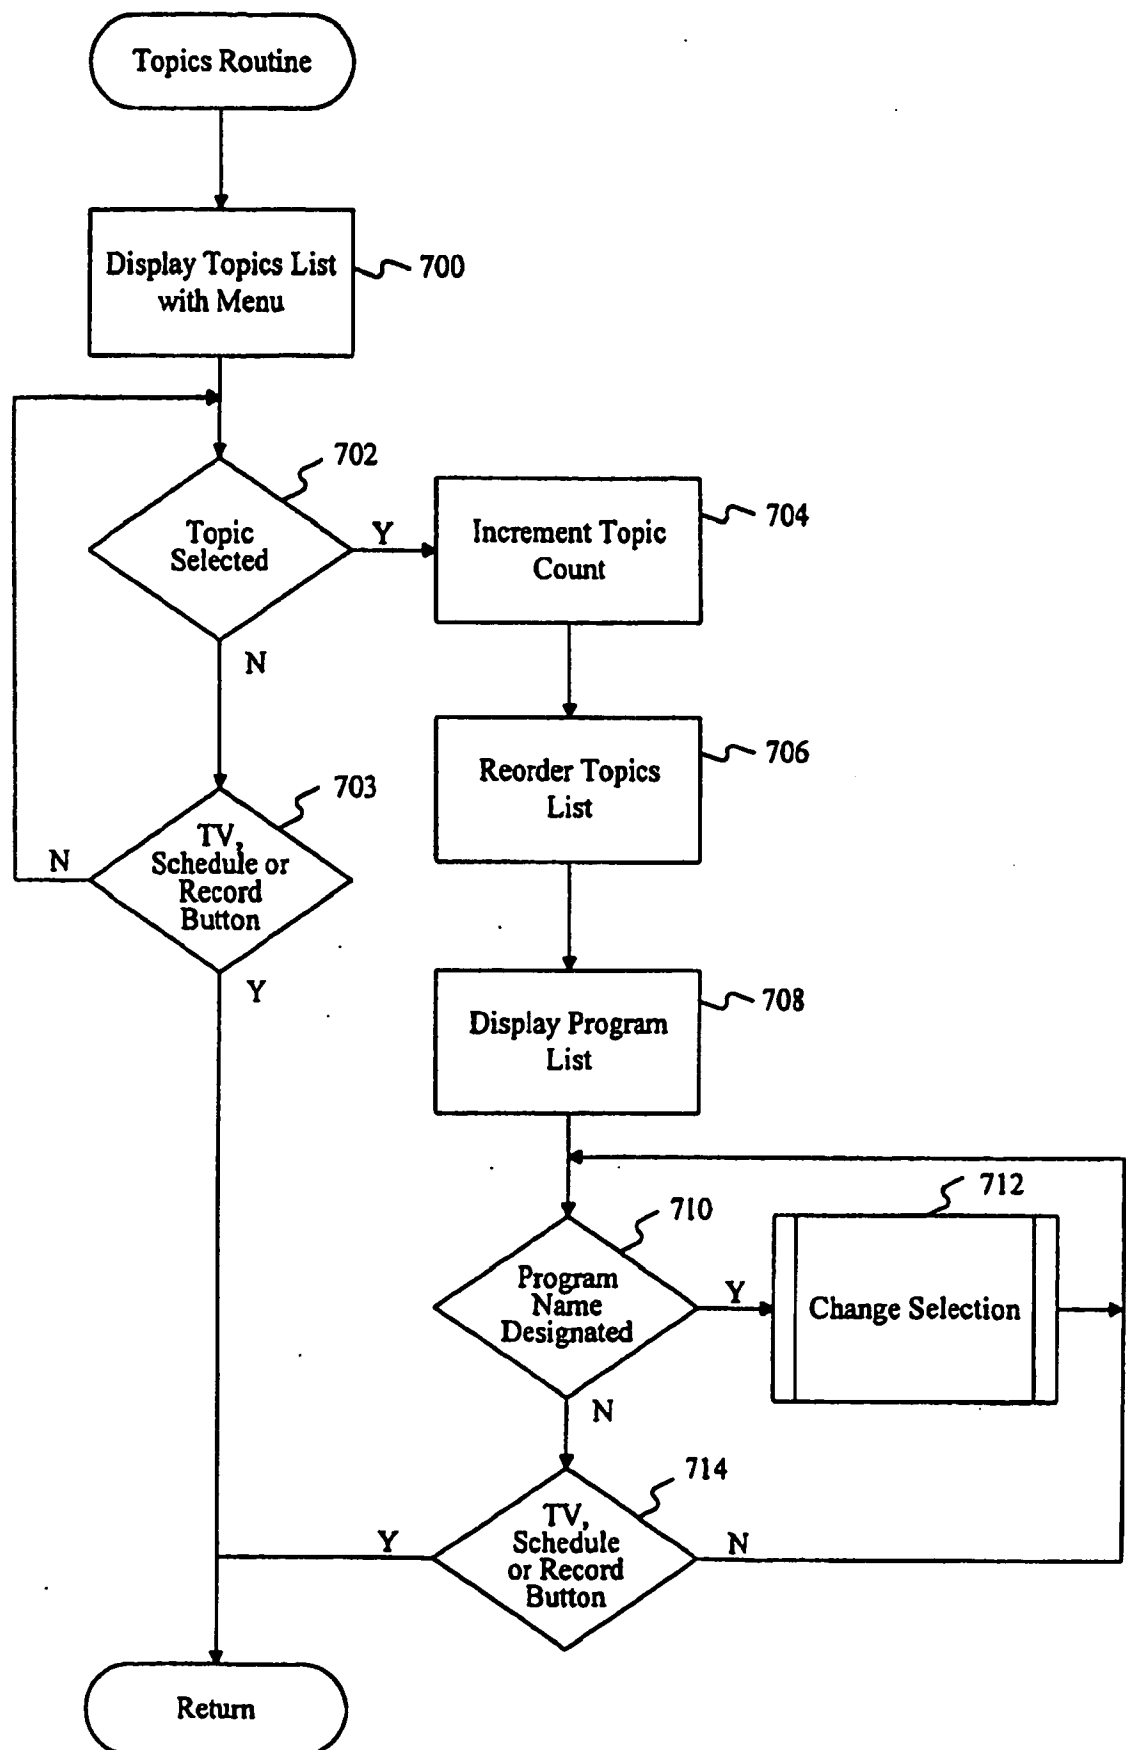 Topics Routine
Display Topics List
with Menu
700
702
Topic
Selected
Y
N
Increment Topic
Count
704
Reorder Topics
List
706
703
TV,
Schedule or
Record
Button
N
Y
Display Program
List
708
710
Program
Name
Designated
Y
N
712
Change Selection
714
TV,
Schedule
or Record
Button
Y
N
Return